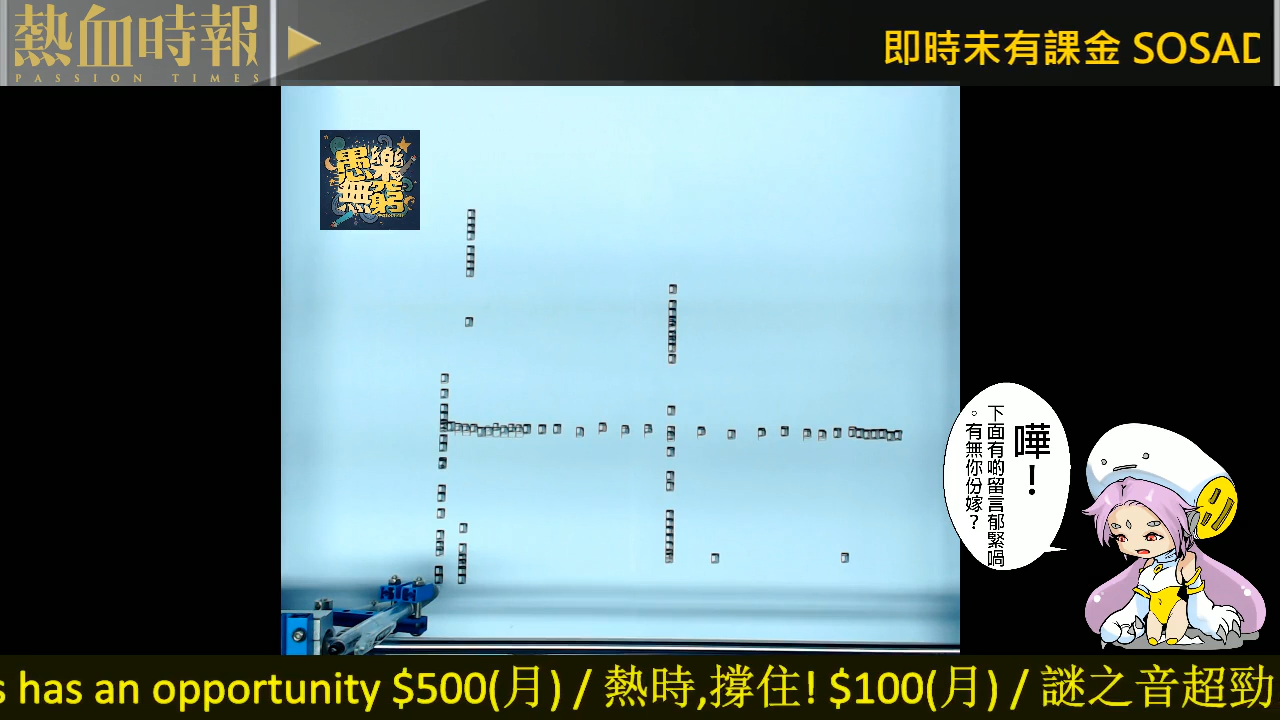 熱血時報
PASSION TIMES
即時未有課金 SOSAD
愚樂
無窮
嘩！
下面有啲留言郁緊喎
。有無你份嫁？
s has an opportunity $500(月) / 熱時,撐住! $100(月) / 謎之音超勁